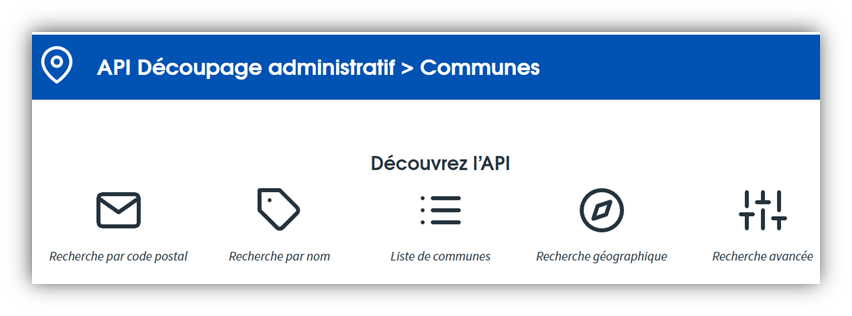 API Découpage administratif > Communes
Découvrez l'API
Recherche par code postal
Recherche par nom
Liste de communes
Recherche géographique
Recherche avancée